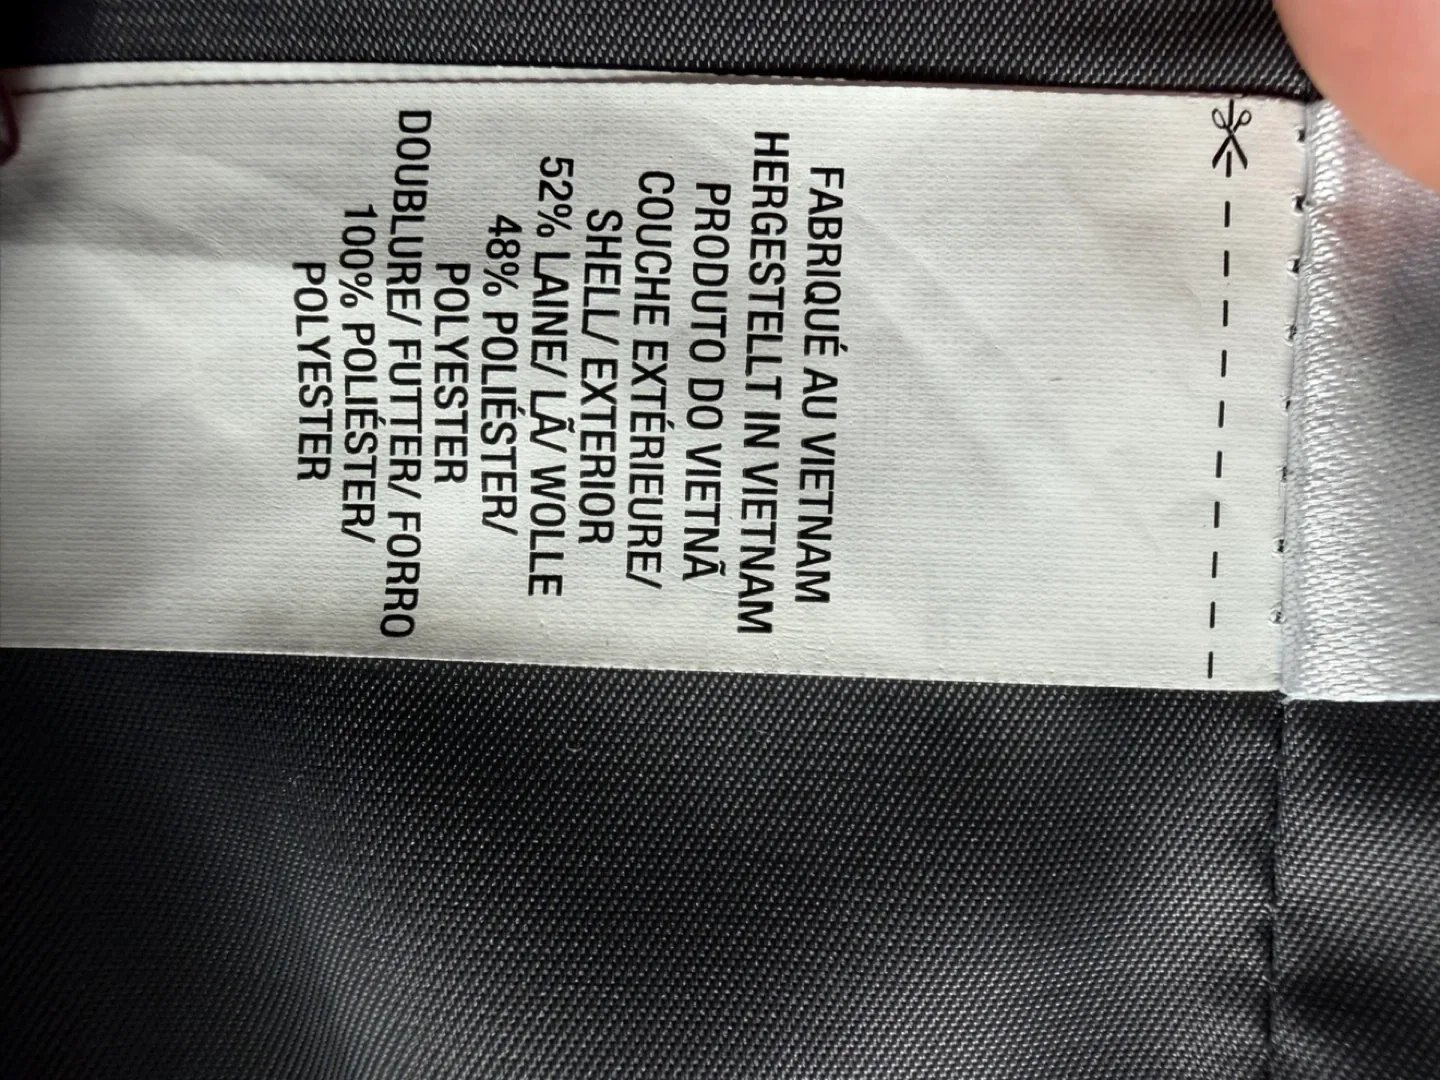 FABRIQUÉ AU VIETNAM
HERGESTELLT IN VIETNAM
PRODUTO DO VIETNÃ
COUCHE EXTÉRIEURE/
SHELL/ EXTERIOR
52% LAINE/ LÃ/ WOLLE
48% POLIÉSTER/
POLYESTER
DOUBLURE/ FUTTER/ FORRO
100% POLIÉSTER/
POLYESTER